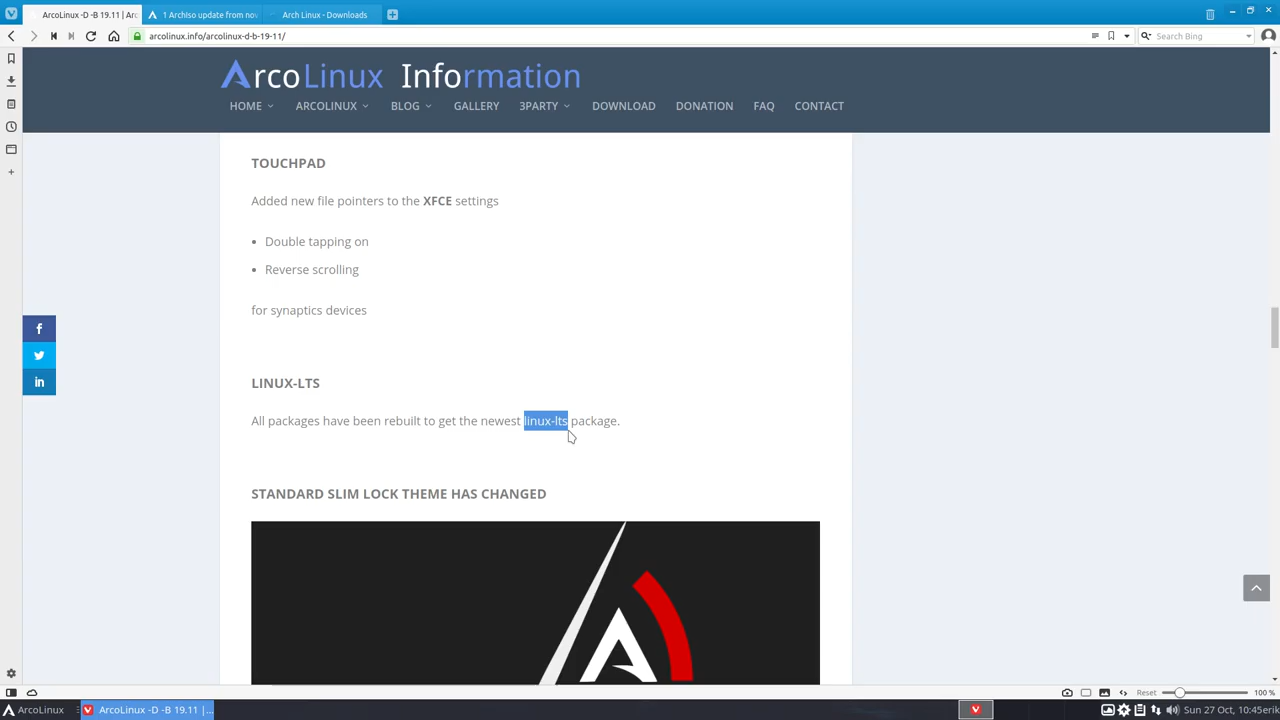 ArcoLinux -D -B 19.11 | Arc
1 ArchIso update from nov
Arch Linux - Downloads
arcolinux.info/arcolinux-d-b-19-11/
Search Bing
ArcoLinux Information
HOME ARCOLINUX BLOG GALLERY 3PARTY DOWNLOAD DONATION FAQ CONTACT
TOUCHPAD
Added new file pointers to the XFCE settings
• Double tapping on
• Reverse scrolling
for synaptics devices
LINUX-LTS
All packages have been rebuilt to get the newest linux-lts package.
STANDARD SLIM LOCK THEME HAS CHANGED
Reset 100 %
ArcoLinux
ArcoLinux -D -B 19.11 |...
Sun 27 Oct, 10:45 erik